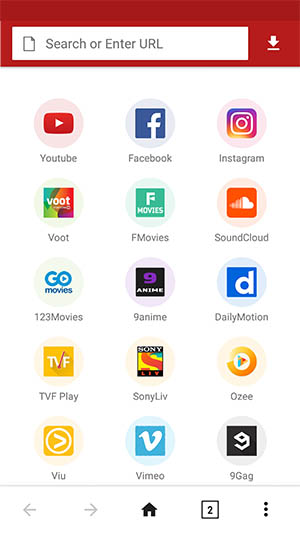 Search or Enter URL
Youtube Facebook Instagram
voot F MOVIES
Voot FMovies SoundCloud
GO movies 9 ANIME d
123Movies 9anime DailyMotion
TVF SONY LIV
TVF Play SonyLiv Ozee
9
Viu Vimeo 9Gag
2